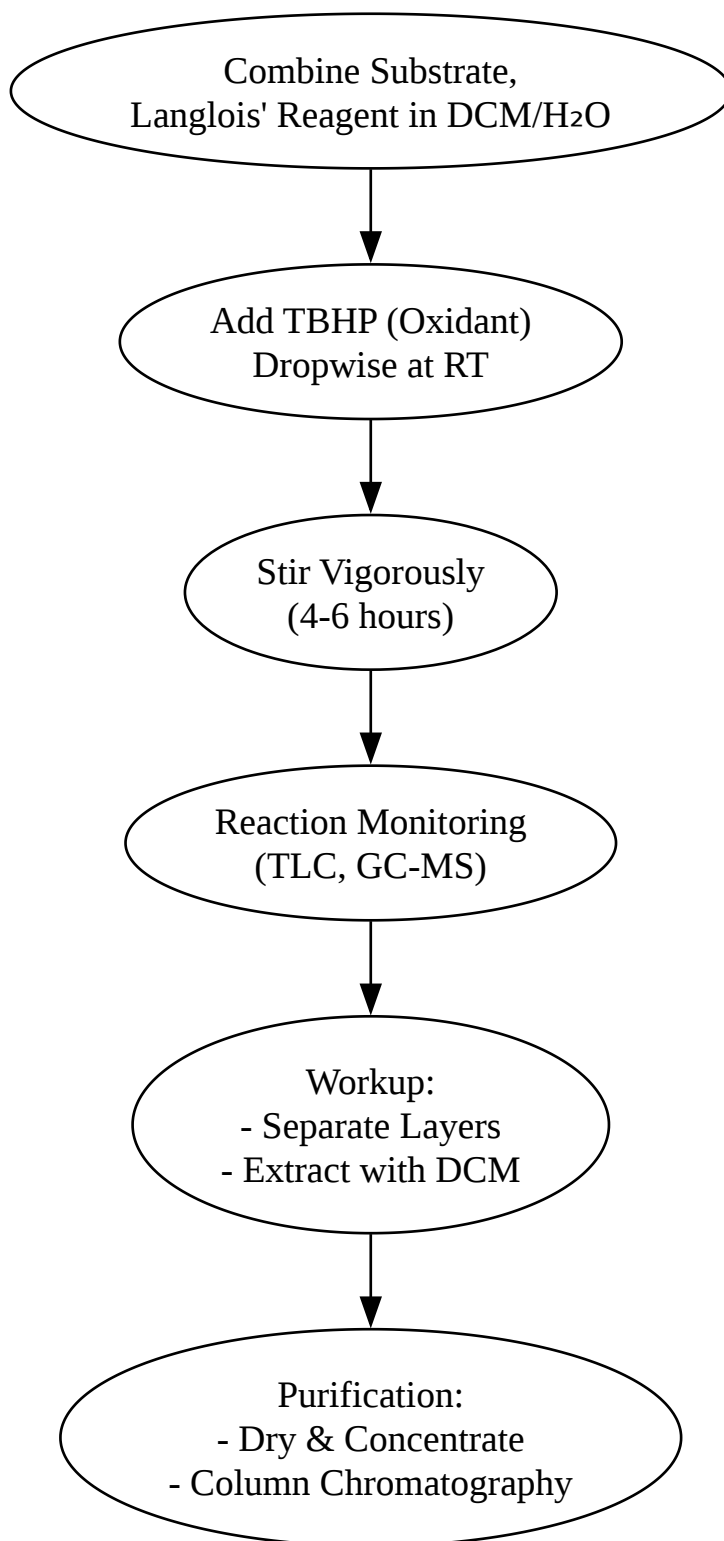 Combine Substrate,
Langlois' Reagent in DCM/H₂O
Add TBHP (Oxidant)
Dropwise at RT
Stir Vigorously
(4-6 hours)
Reaction Monitoring
(TLC, GC-MS)
Workup:
- Separate Layers
- Extract with DCM
Purification:
- Dry & Concentrate
- Column Chromatography